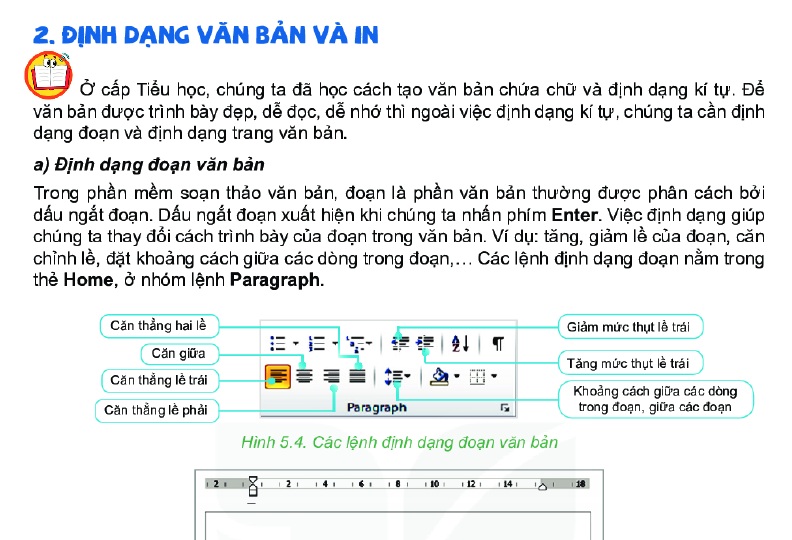 2. ĐỊNH DẠNG VĂN BẢN VÀ IN
Ở cấp Tiểu học, chúng ta đã học cách tạo văn bản chứa chữ và định dạng kí tự. Để
văn bản được trình bày đẹp, dễ đọc, dễ nhớ thì ngoài việc định dạng kí tự, chúng ta cần định
dạng đoạn và định dạng trang văn bản.
a) Định dạng đoạn văn bản
Trong phần mềm soạn thảo văn bản, đoạn là phần văn bản thường được phân cách bởi
dấu ngắt đoạn. Dấu ngắt đoạn xuất hiện khi chúng ta nhấn phím Enter. Việc định dạng giúp
chúng ta thay đổi cách trình bày của đoạn trong văn bản. Ví dụ: tăng, giảm lề của đoạn, căn
chỉnh lề, đặt khoảng cách giữa các dòng trong đoạn,... Các lệnh định dạng đoạn nằm trong
thẻ Home, ở nhóm lệnh Paragraph.
Căn thẳng hai lề
Căn giữa
Căn thẳng lề trái
Căn thẳng lề phải
Paragraph
Giảm mức thụt lề trái
Tăng mức thụt lề trái
Khoảng cách giữa các dòng
trong đoạn, giữa các đoạn
Hình 5.4. Các lệnh định dạng đoạn văn bản
2 2 4 6 8 10 12 14 18